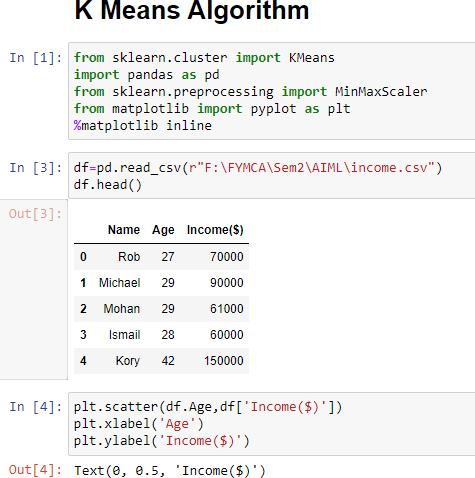 K Means Algorithm
In [1]: from sklearn.cluster import KMeans
import pandas as pd
from sklearn.preprocessing import MinMaxScaler
from matplotlib import pyplot as plt
%matplotlib inline
In [3]: df=pd.read_csv(r"F:\FYMCA\Sem2\AIML\income.csv")
df.head()
Out[3]:
Name Age Income($)
0 Rob 27 70000
1 Michael 29 90000
2 Mohan 29 61000
3 Ismail 28 60000
4 Kory 42 150000
In [4]: plt.scatter(df.Age,df['Income($)'])
plt.xlabel('Age')
plt.ylabel('Income($)')
Out[4]: Text(0, 0.5, 'Income($)')